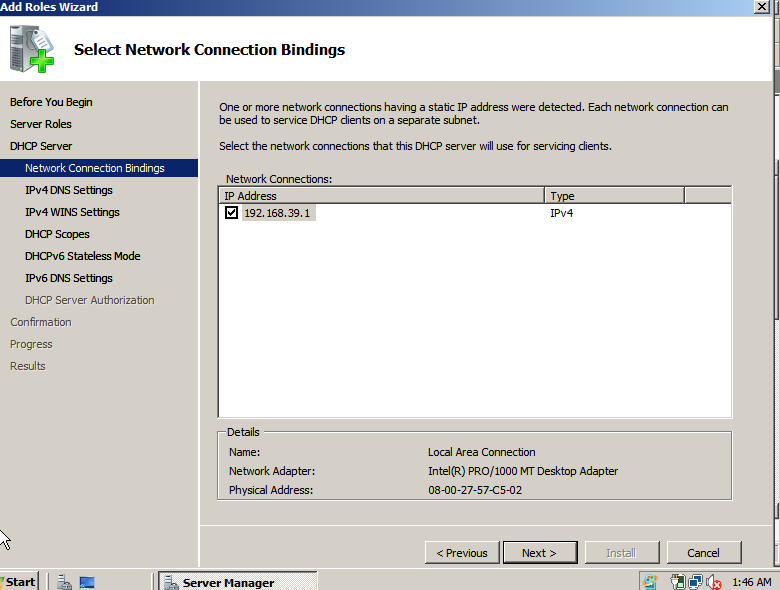 Add Roles Wizard
Select Network Connection Bindings
Before You Begin
Server Roles
DHCP Server
Network Connection Bindings
IPv4 DNS Settings
IPv4 WINS Settings
DHCP Scopes
DHCPv6 Stateless Mode
IPv6 DNS Settings
DHCP Server Authorization
Confirmation
Progress
Results
One or more network connections having a static IP address were detected. Each network connection can
be used to service DHCP clients on a separate subnet.
Select the network connections that this DHCP server will use for servicing clients.
Network Connections:
IP Address Type
192.168.39.1 IPv4
Details
Name: Local Area Connection
Network Adapter: Intel(R) PRO/1000 MT Desktop Adapter
Physical Address: 08-00-27-57-C5-02
< Previous Next > Install Cancel
Start Server Manager 1:46 AM